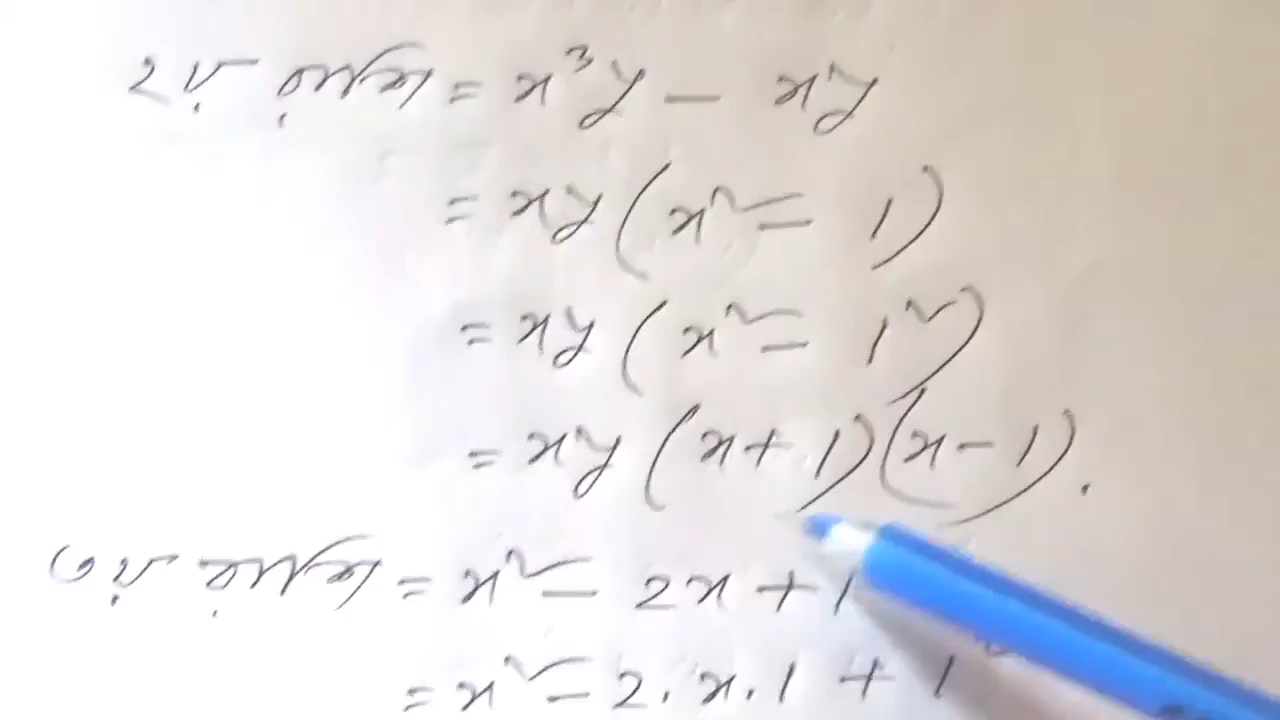 ২য় রাশি = x³y - xy
= xy (x² - 1)
= xy (x² - 1²)
= xy (x+1)(x-1).
৩য় রাশি = x² - 2x + 1
= x² - 2.x.1 + 1²